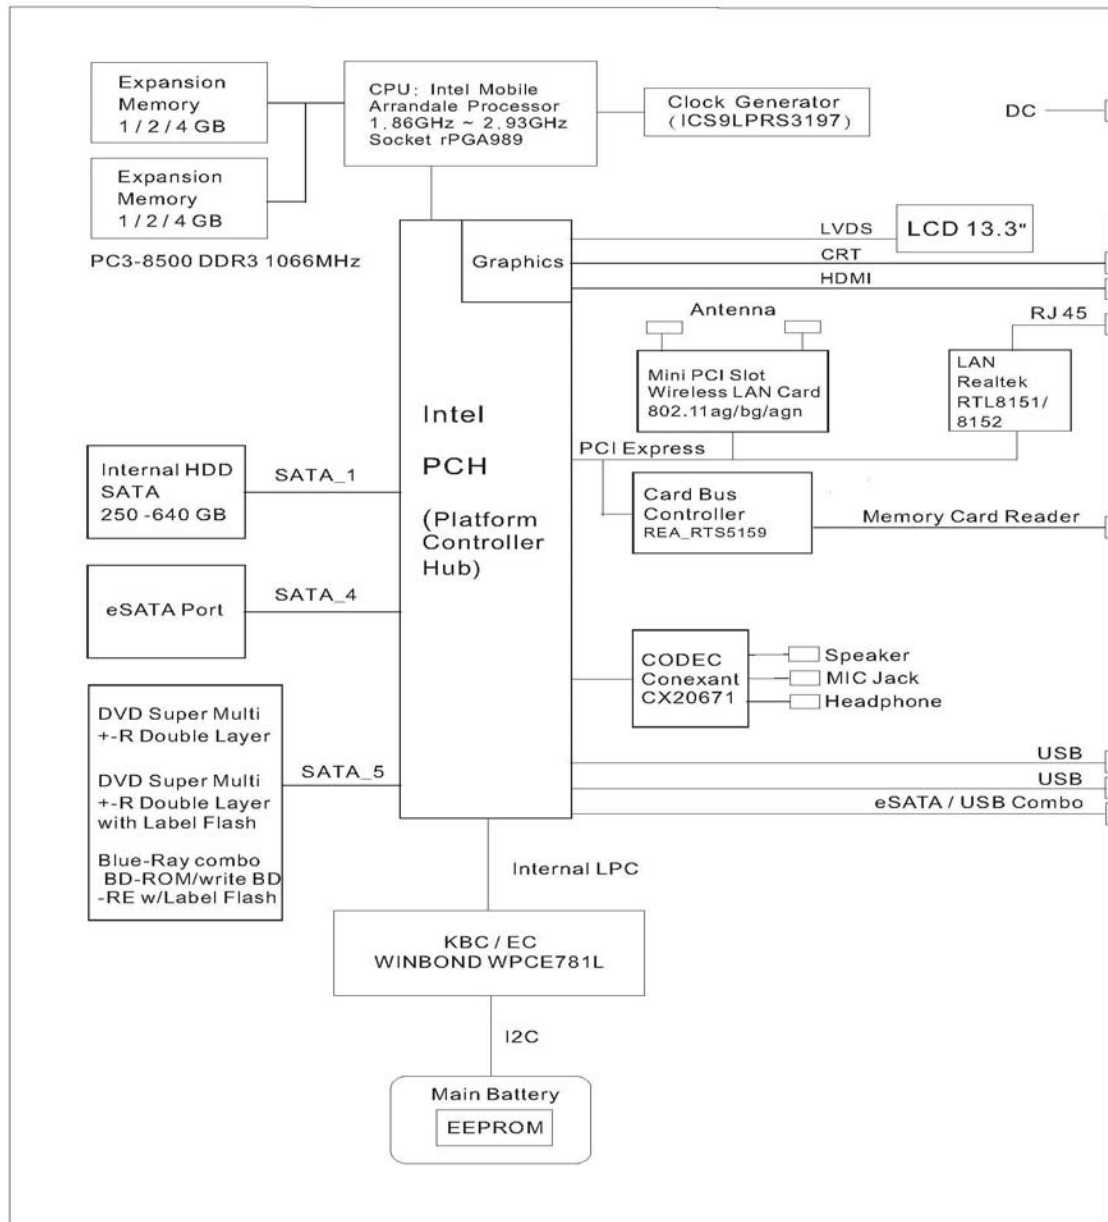 Expansion
Memory
1 / 2 / 4 GB
Expansion
Memory
1 / 2 / 4 GB
PC3-8500 DDR3 1066MHz
CPU: Intel Mobile
Arrandale Processor
1.86GHz ~ 2.93GHz
Socket rPGA989
Clock Generator
(ICS9LPRS3197)
DC
Graphics
LVDS
LCD 13.3"
CRT
HDMI
Antenna
RJ 45
Mini PCI Slot
Wireless LAN Card
802.11ag/bg/agn
LAN
Realtek
RTL8151/
8152
PCI Express
Intel
PCH
(Platform
Controller
Hub)
Internal HDD
SATA
250 -640 GB
SATA_1
Card Bus
Controller
REA_RTS5159
Memory Card Reader
eSATA Port
SATA_4
CODEC
Conexant
CX20671
Speaker
MIC Jack
Headphone
DVD Super Multi
+-R Double Layer
DVD Super Multi
+-R Double Layer
with Label Flash
Blue-Ray combo
BD-ROM/write BD
-RE w/Label Flash
SATA_5
USB
USB
eSATA / USB Combo
Internal LPC
KBC / EC
WINBOND WPCE781L
I2C
Main Battery
EEPROM